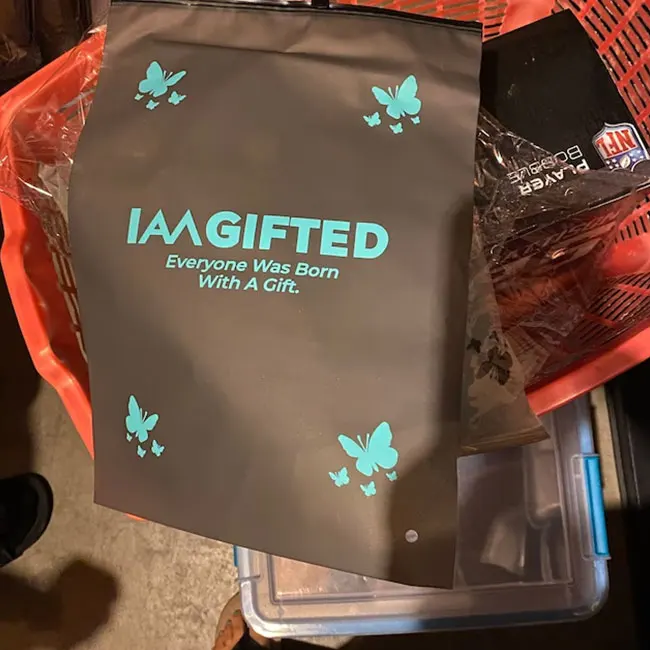 IAMGIFTED
Everyone Was Born
With A Gift.
NFL
PLAYER
BOBBLE